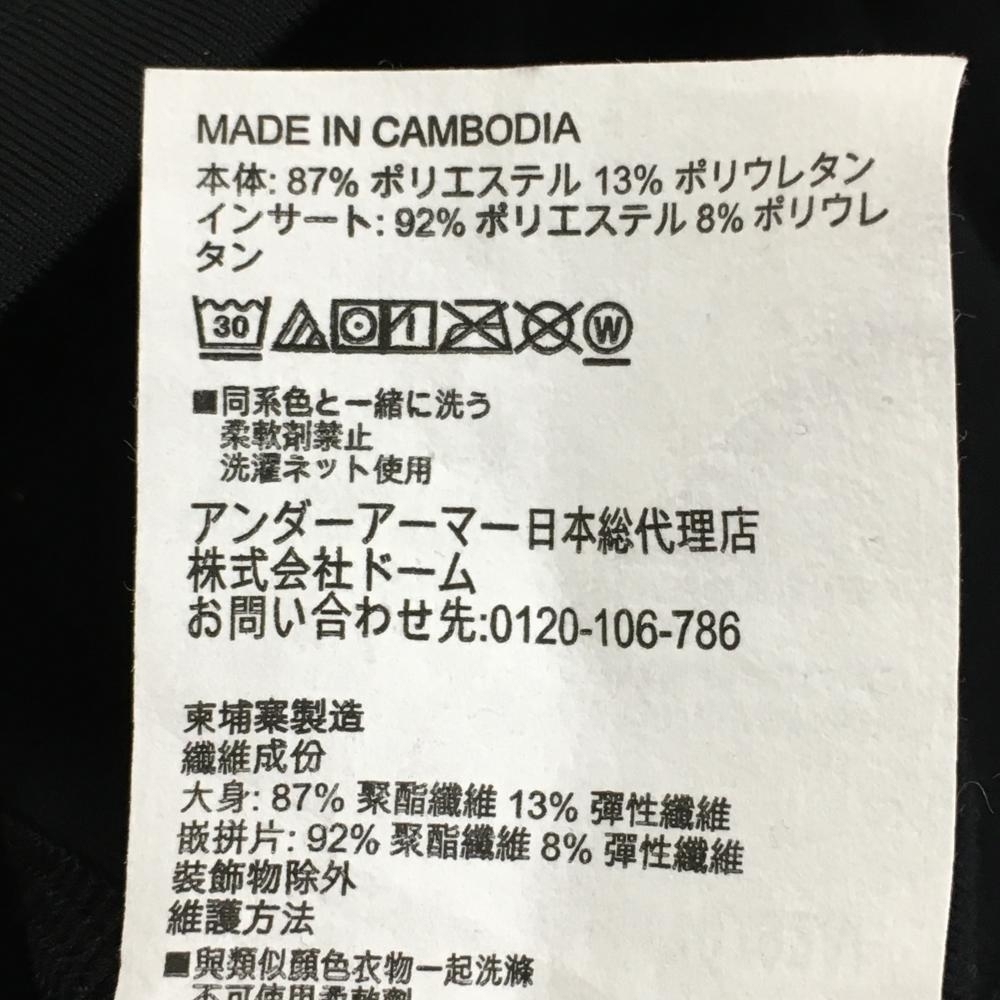 MADE IN CAMBODIA
本体: 87% ポリエステル 13% ポリウレタン
インサート: 92% ポリエステル 8% ポリウレ
タン
30 W
■同系色と一緒に洗う
柔軟剤禁止
洗濯ネット使用
アンダーアーマー日本総代理店
株式会社ドーム
お問い合わせ先:0120-106-786
柬埔寨製造
纖維成份
大身: 87% 聚酯纖維 13% 彈性纖維
嵌拼片: 92% 聚酯纖維 8% 彈性纖維
裝飾物除外
維護方法
■與類似顏色衣物一起洗滌
不可使用柔軟劑